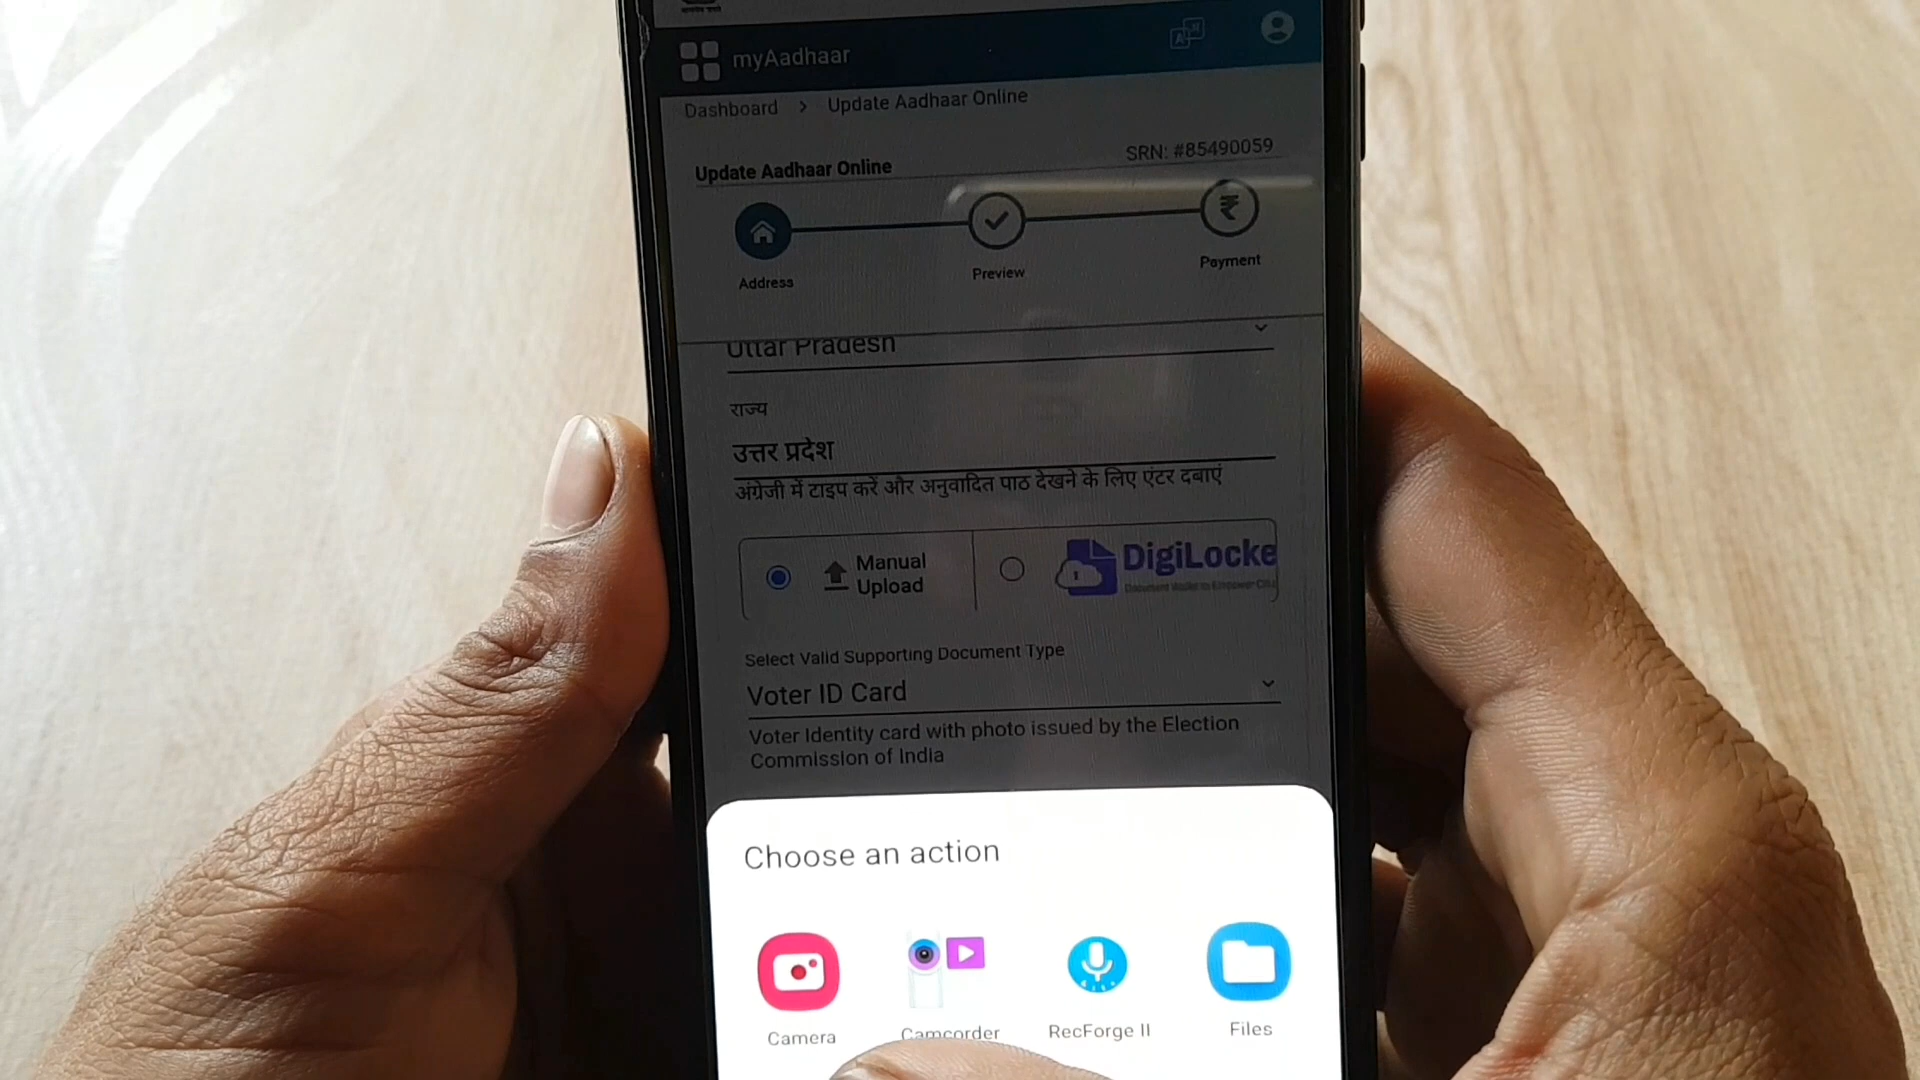 myAadhaar
Dashboard > Update Aadhaar Online
SRN: #85490059
Update Aadhaar Online
Address
Preview
Payment
Uttar Pradesh
राज्य
उत्तर प्रदेश
अंग्रेजी में टाइप करें और अनुवादित पाठ देखने के लिए एंटर दबाएं
Manual
Upload
DigiLocke
Select Valid Supporting Document Type
Voter ID Card
Voter Identity card with photo issued by the Election
Commission of India
Choose an action
Camera
Camcorder
RecForge II
Files